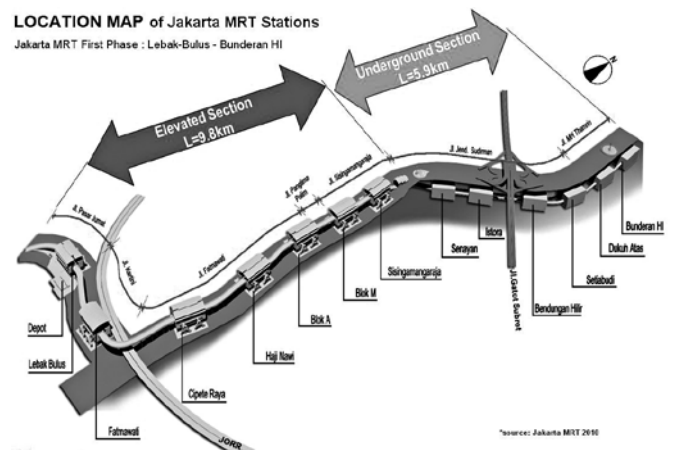 LOCATION MAP of Jakarta MRT Stations
Jakarta MRT First Phase : Lebak-Bulus - Bunderan HI
Underground Section
L=5.9km
Elevated Section
L=9.8km
N
Jl. MH Thamrin
Jl. Jend. Sudirman
Jl. Sisingamangaraja
Jl. Panglima
Polim
Jl. Pasar Jumat
Jl. Kartini
Jl. Fatmawati
Jl.Gatot Subrot
Bunderan HI
Dukuh Atas
Setiabudi
Bendungan Hilir
Istora
Senayan
Sisingamangaraja
Blok M
Blok A
Haji Nawi
Cipete Raya
Fatmawati
Lebak Bulus
Depot
JORR
*source: Jakarta MRT 2010